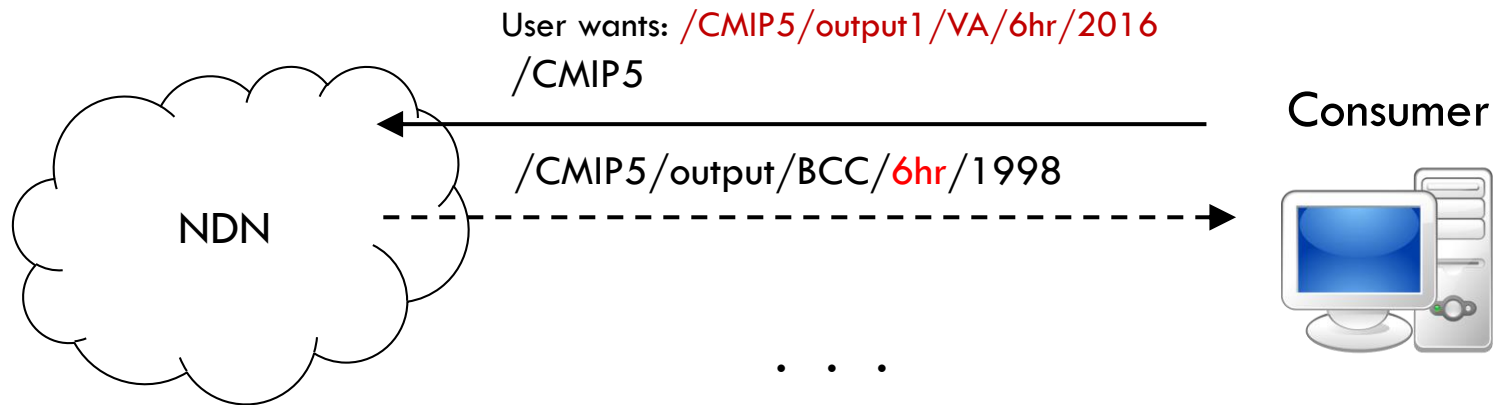 User wants: /CMIP5/output1/VA/6hr/2016
/CMIP5
Consumer
/CMIP5/output/BCC/6hr/1998
NDN
. . .